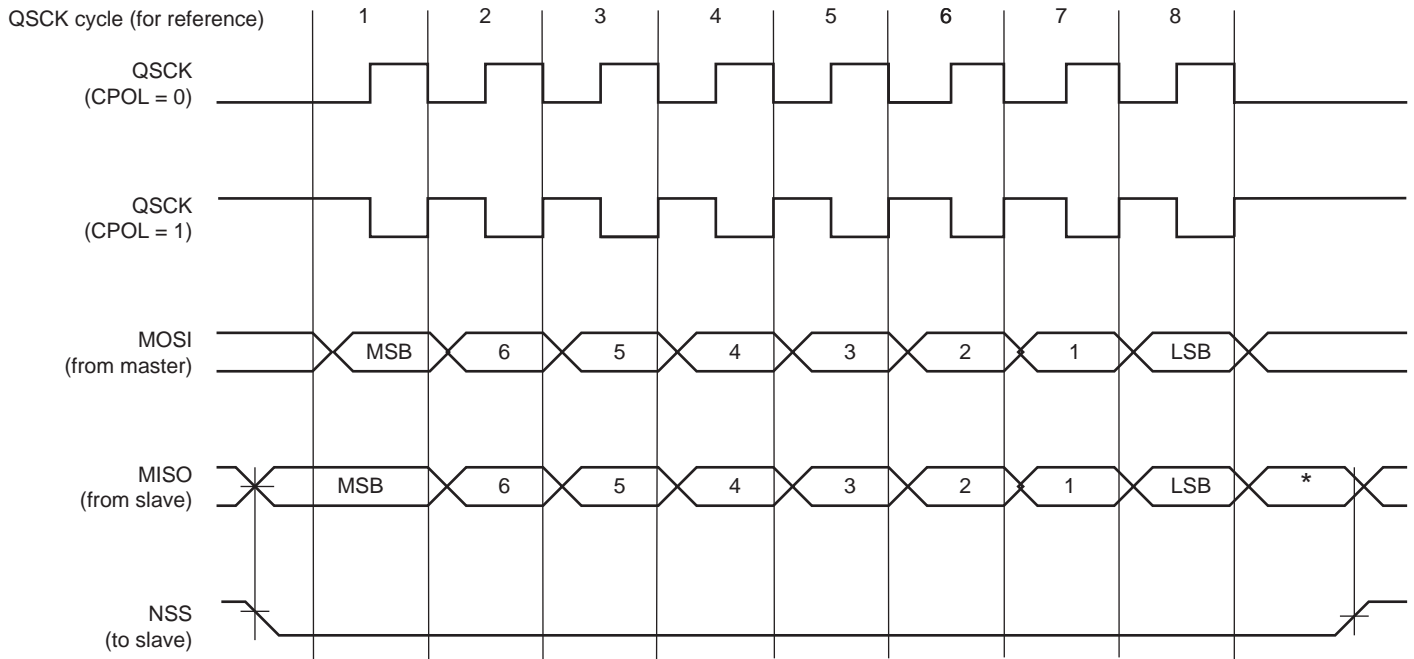 QSCK cycle (for reference) 1 2 3 4 5 6 7 8
QSCK
(CPOL = 0)
QSCK
(CPOL = 1)
MOSI
(from master)
MSB 6 5 4 3 2 1 LSB
MISO
(from slave)
MSB 6 5 4 3 2 1 LSB *
NSS
(to slave)